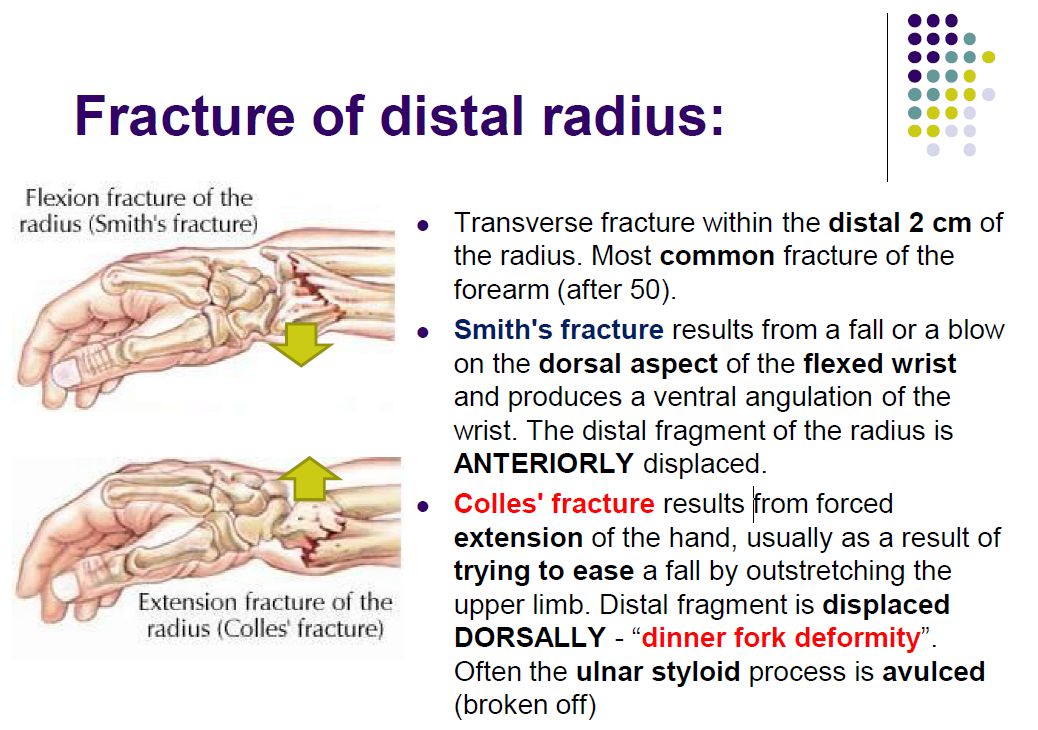 Fracture of distal radius:
Flexion fracture of the
radius (Smith's fracture)
Extension fracture of the
radius (Colles' fracture)
Transverse fracture within the distal 2 cm of
the radius. Most common fracture of the
forearm (after 50).
Smith's fracture results from a fall or a blow
on the dorsal aspect of the flexed wrist
and produces a ventral angulation of the
wrist. The distal fragment of the radius is
ANTERIORLY displaced.
Colles' fracture results from forced
extension of the hand, usually as a result of
trying to ease a fall by outstretching the
upper limb. Distal fragment is displaced
DORSALLY - “dinner fork deformity”.
Often the ulnar styloid process is avulced
(broken off)